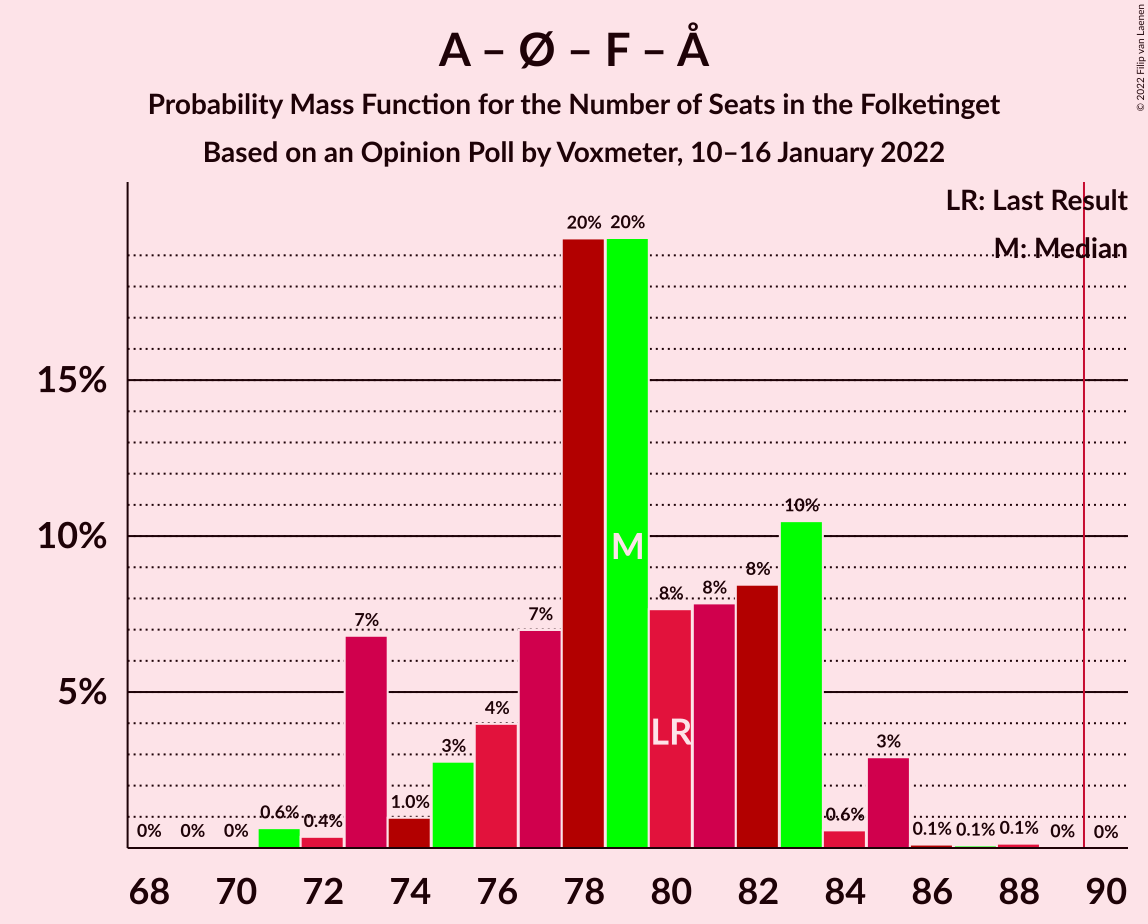 A – Ø – F – Å
Probability Mass Function for the Number of Seats in the Folketinget
Based on an Opinion Poll by Voxmeter, 10–16 January 2022
© 2022 Filip van Laenen
LR: Last Result
M: Median
15%
10%
5%
0% 0% 0% 0.6% 0.4% 7% 1.0% 3% 4% 7% 20% 20% 8% 8% 8% 10% 0.6% 3% 0.1% 0.1% 0.1% 0% 0%
M
LR
68 70 72 74 76 78 80 82 84 86 88 90